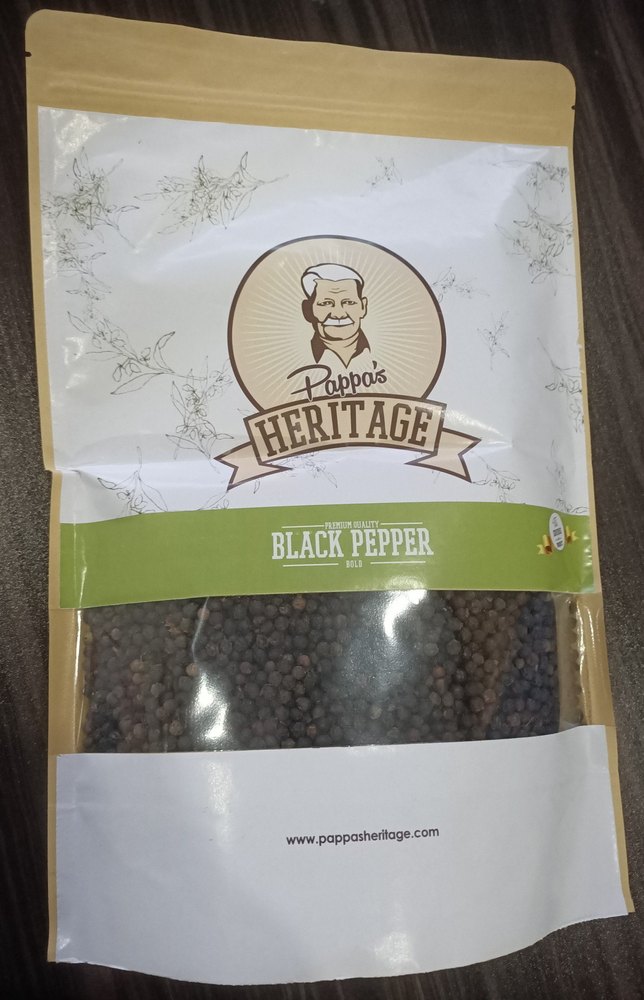 Pappa's
HERITAGE
PREMIUM QUALITY
BLACK PEPPER
BOLD
www.pappasheritage.com